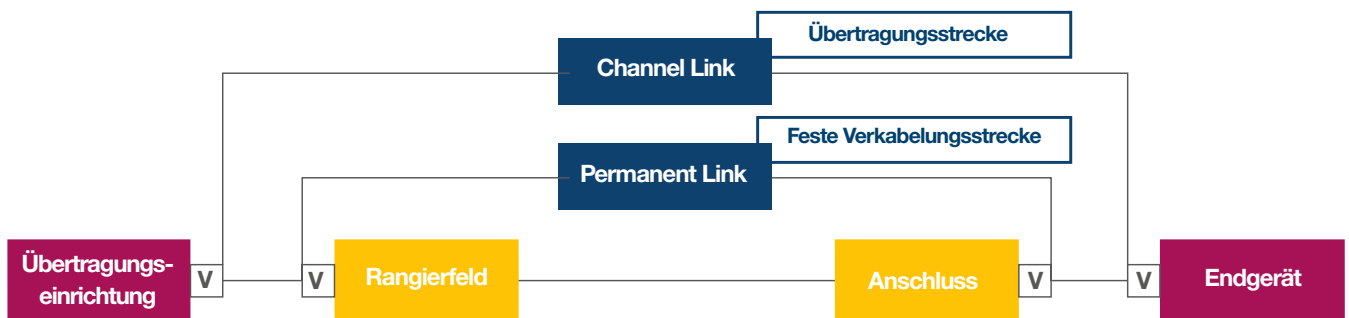 Übertragungsstrecke
Channel Link
Feste Verkabelungsstrecke
Permanent Link
Übertragungs-
einrichtung
V
V
Rangierfeld
Anschluss
V
V
Endgerät